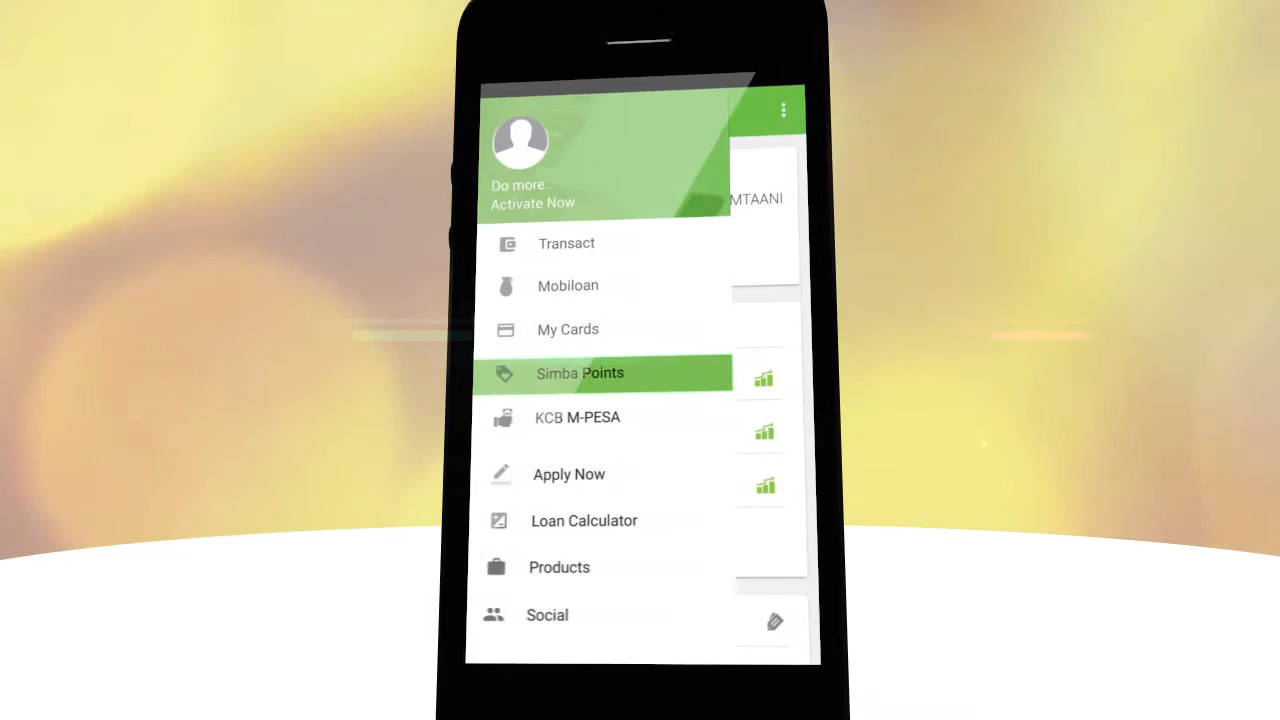 Do more...
Activate Now
MTAANI
Transact
Mobiloan
My Cards
Simba Points
KCB M-PESA
Apply Now
Loan Calculator
Products
Social